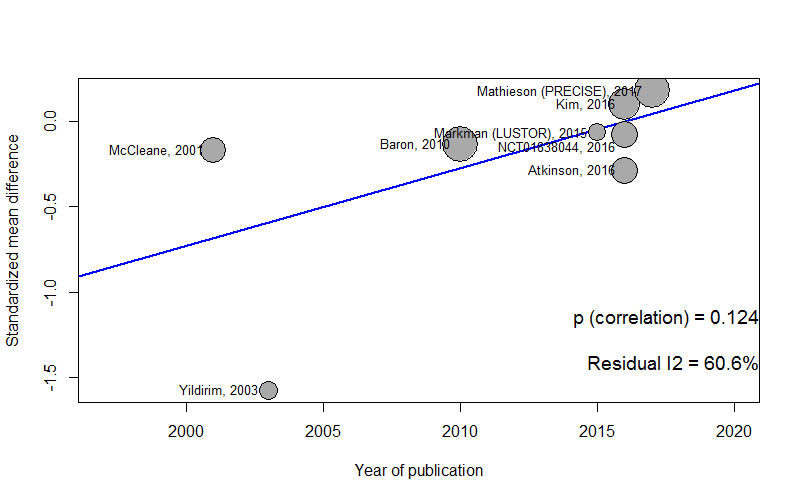 Mathieson (PRECISE), 2017
Kim, 2016
Markman (LUSTOR), 2015
Baron, 2010
NCT01638044, 2016
McCleane, 2001
Atkinson, 2016
Yildirim, 2003
p (correlation) = 0.124
Residual I2 = 60.6%
0.0
-0.5
-1.0
-1.5
Standardized mean difference
2000 2005 2010 2015 2020
Year of publication